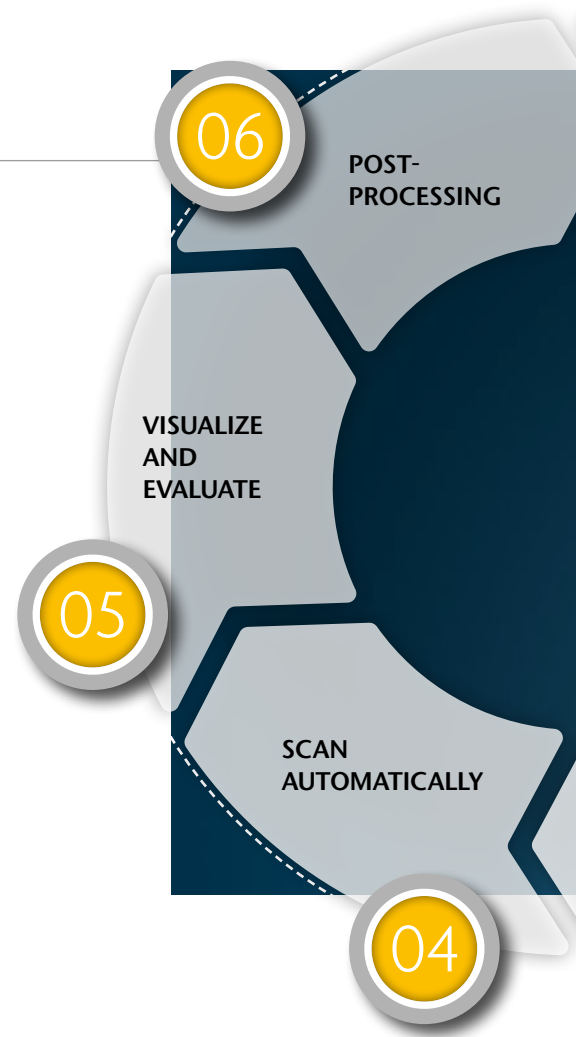 06
POST-
PROCESSING
VISUALIZE
AND
EVALUATE
05
SCAN
AUTOMATICALLY
04